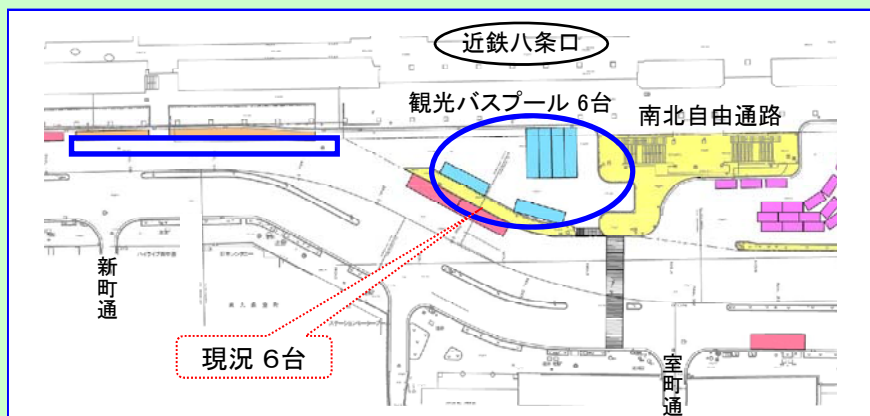 近鉄八条口
観光バスプール 6台
南北自由通路
新町通
現況 6台
室町通